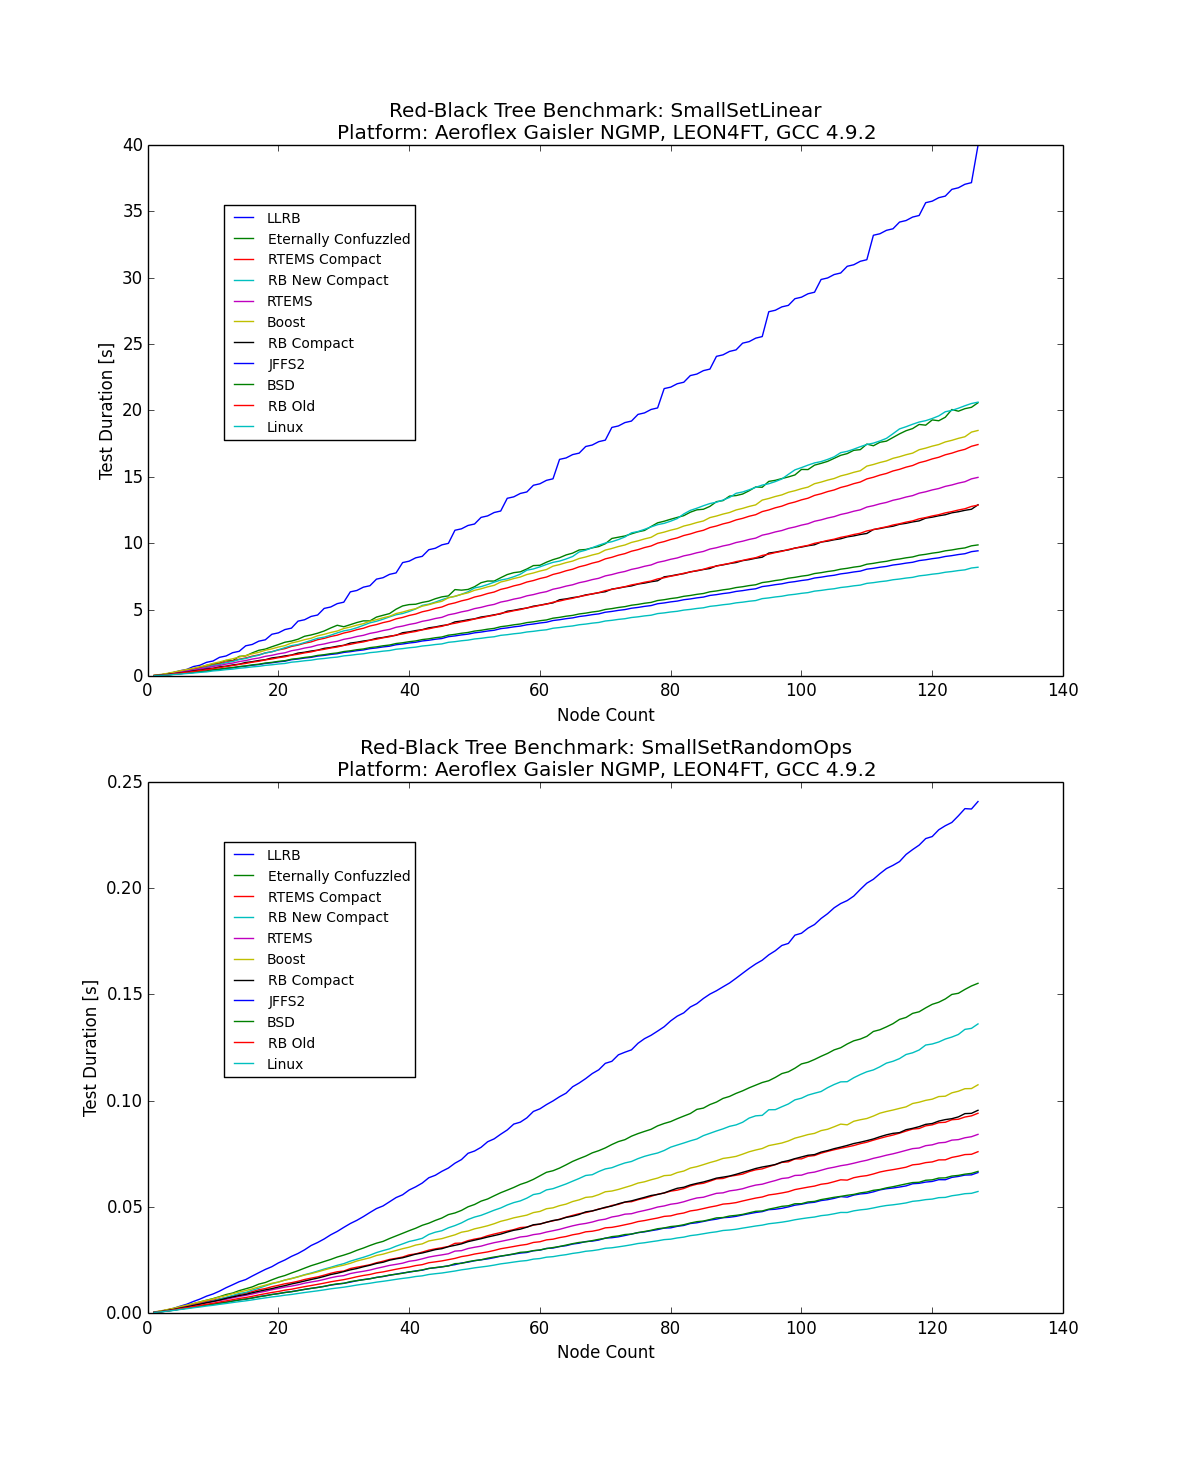 Red-Black Tree Benchmark: SmallSetLinear
Platform: Aeroflex Gaisler NGMP, LEON4FT, GCC 4.9.2
40
35
30
25
20
15
10
5
0
Test Duration [s]
LLRB
Eternally Confuzzled
RTEMS Compact
RB New Compact
RTEMS
Boost
RB Compact
JFFS2
BSD
RB Old
Linux
0 20 40 60 80 100 120 140
Node Count
Red-Black Tree Benchmark: SmallSetRandomOps
Platform: Aeroflex Gaisler NGMP, LEON4FT, GCC 4.9.2
0.25
0.20
0.15
0.10
0.05
0.00
Test Duration [s]
LLRB
Eternally Confuzzled
RTEMS Compact
RB New Compact
RTEMS
Boost
RB Compact
JFFS2
BSD
RB Old
Linux
0 20 40 60 80 100 120 140
Node Count